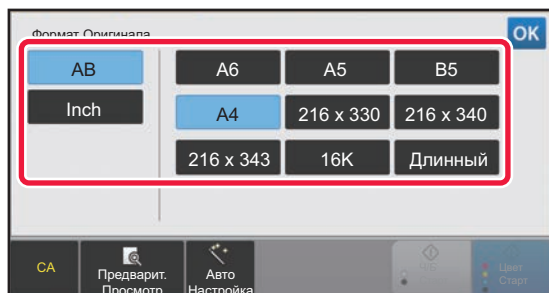 Формат Оригинала
OK
AB
A6
A5
B5
Inch
A4
216 x 330
216 x 340
216 x 343
16K
Длинный
CA
Предварит.
Просмотр
Авто
Настройка
Ч/Б
Старт
Цвет
Старт